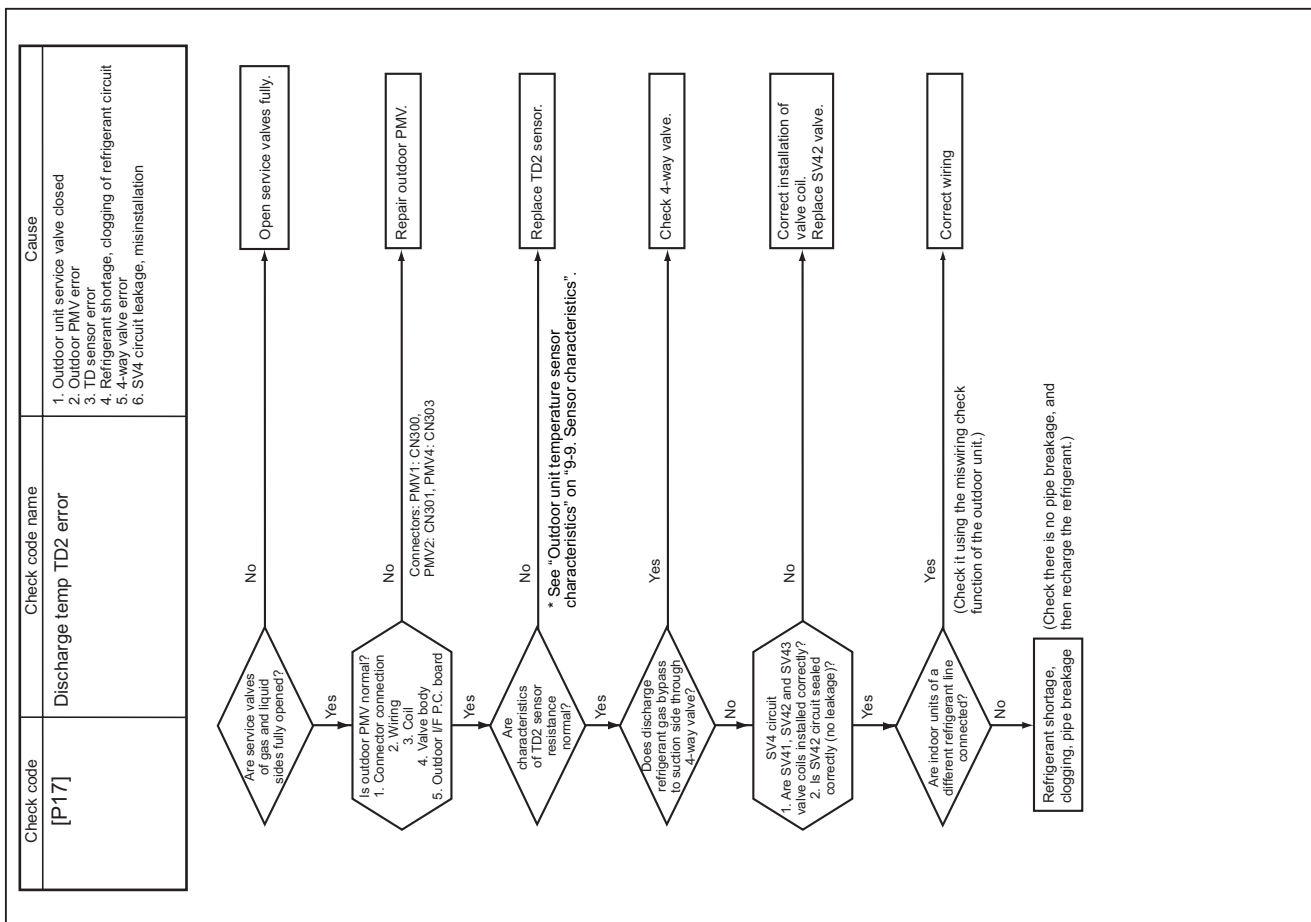 Check code
Check code name
Cause
[P17]
Discharge temp TD2 error
1. Outdoor unit service valve closed
2. Outdoor PMV error
3. TD sensor error
4. Refrigerant shortage, clogging of refrigerant circuit
5. 4-way valve error
6. SV4 circuit leakage, misinstallation
Are service valves
of gas and liquid
sides fully opened?
No
Open service valves fully.
Yes
Is outdoor PMV normal?
1. Connector connection
2. Wiring
3. Coil
4. Valve body
5. Outdoor I/F P.C. board
No
Connectors: PMV1: CN300,
PMV2: CN301, PMV4: CN303
Repair outdoor PMV.
Yes
Are
characteristics
of TD2 sensor
resistance
normal?
No
* See “Outdoor unit temperature sensor
characteristics” on “9-9. Sensor characteristics”.
Replace TD2 sensor.
Yes
Does discharge
refrigerant gas bypass
to suction side through
4-way valve?
Yes
Check 4-way valve.
No
SV4 circuit
1. Are SV41, SV42 and SV43
valve coils installed correctly?
2. Is SV42 circuit sealed
correctly (no leakage)?
No
Correct installation of
valve coil.
Replace SV42 valve.
Yes
Are indoor units of a
different refrigerant line
connected?
Yes
(Check it using the miswiring check
function of the outdoor unit.)
Correct wiring
No
Refrigerant shortage,
clogging, pipe breakage
(Check there is no pipe breakage, and
then recharge the refrigerant.)